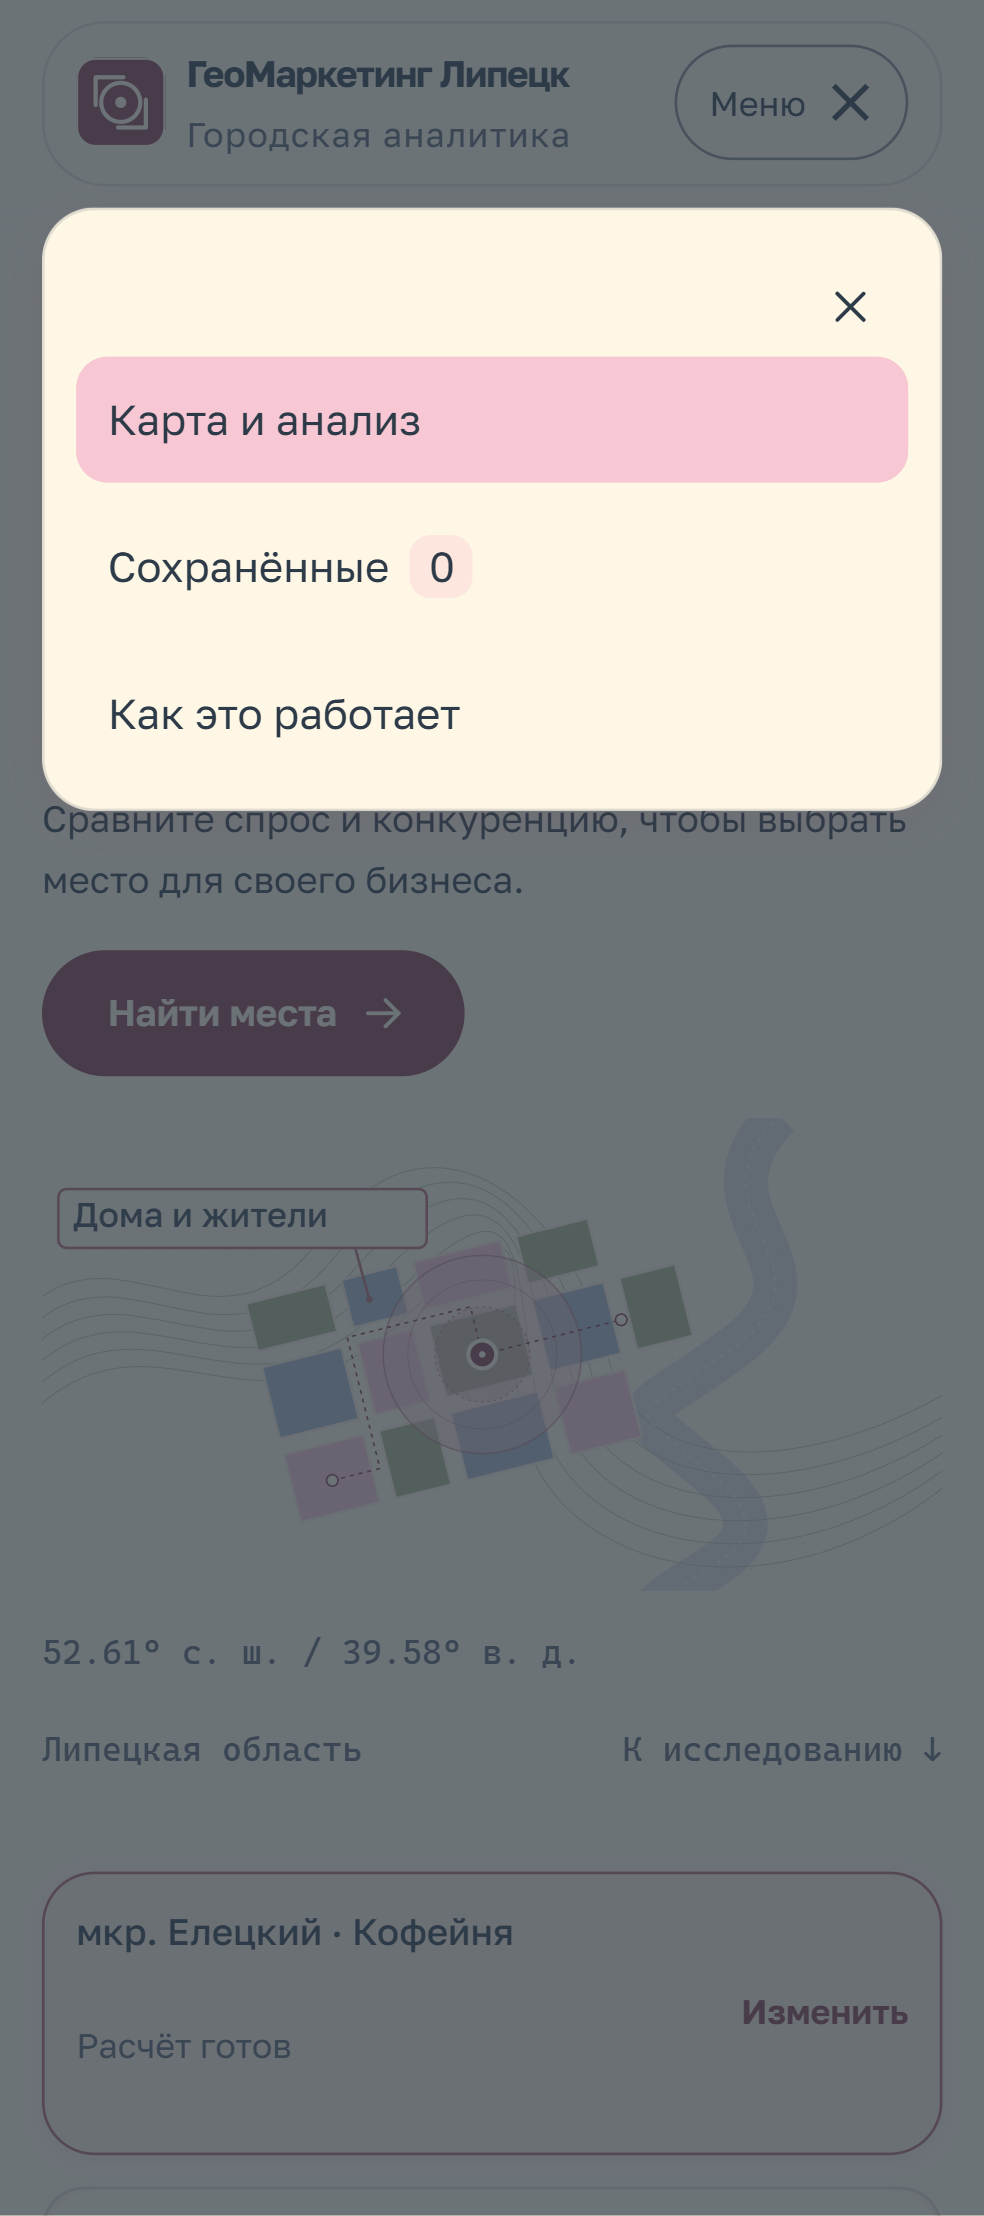 ГеоМаркетинг Липецк
Городская аналитика
Меню
Карта и анализ
Сохранённые 0
Как это работает
Сравните спрос и конкуренцию, чтобы выбрать
место для своего бизнеса.
Найти места →
Дома и жители
52.61° с. ш. / 39.58° в. д.
Липецкая область
К исследованию ↓
мкр. Елецкий · Кофейня
Изменить
Расчёт готов